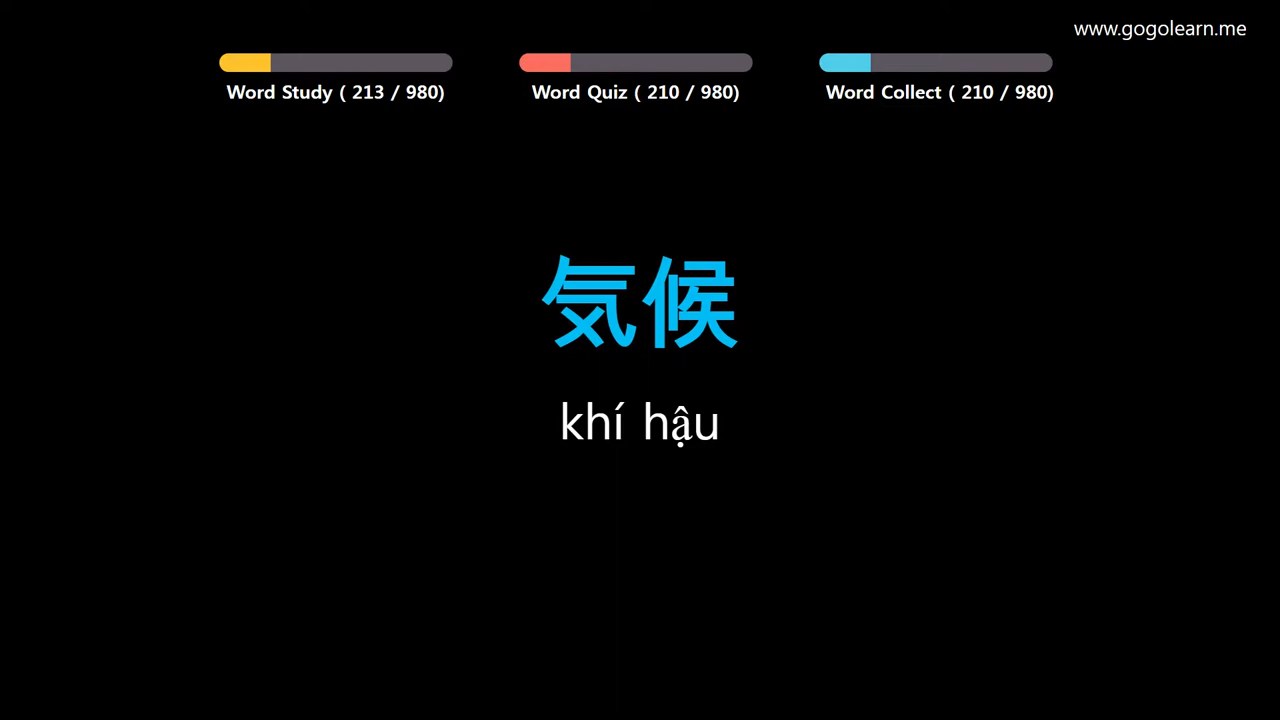 www.gogolearn.me
Word Study ( 213 / 980)
Word Quiz ( 210 / 980)
Word Collect ( 210 / 980)
気候
khí hậu